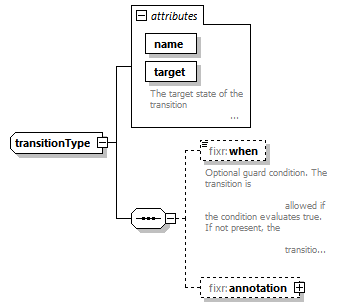 attributes
name
target
The target state of the
transition
...
transitionType
fixr:when
Optional guard condition. The
transition is
allowed if
the condition evaluates true.
If not present, the
transitio...
fixr:annotation